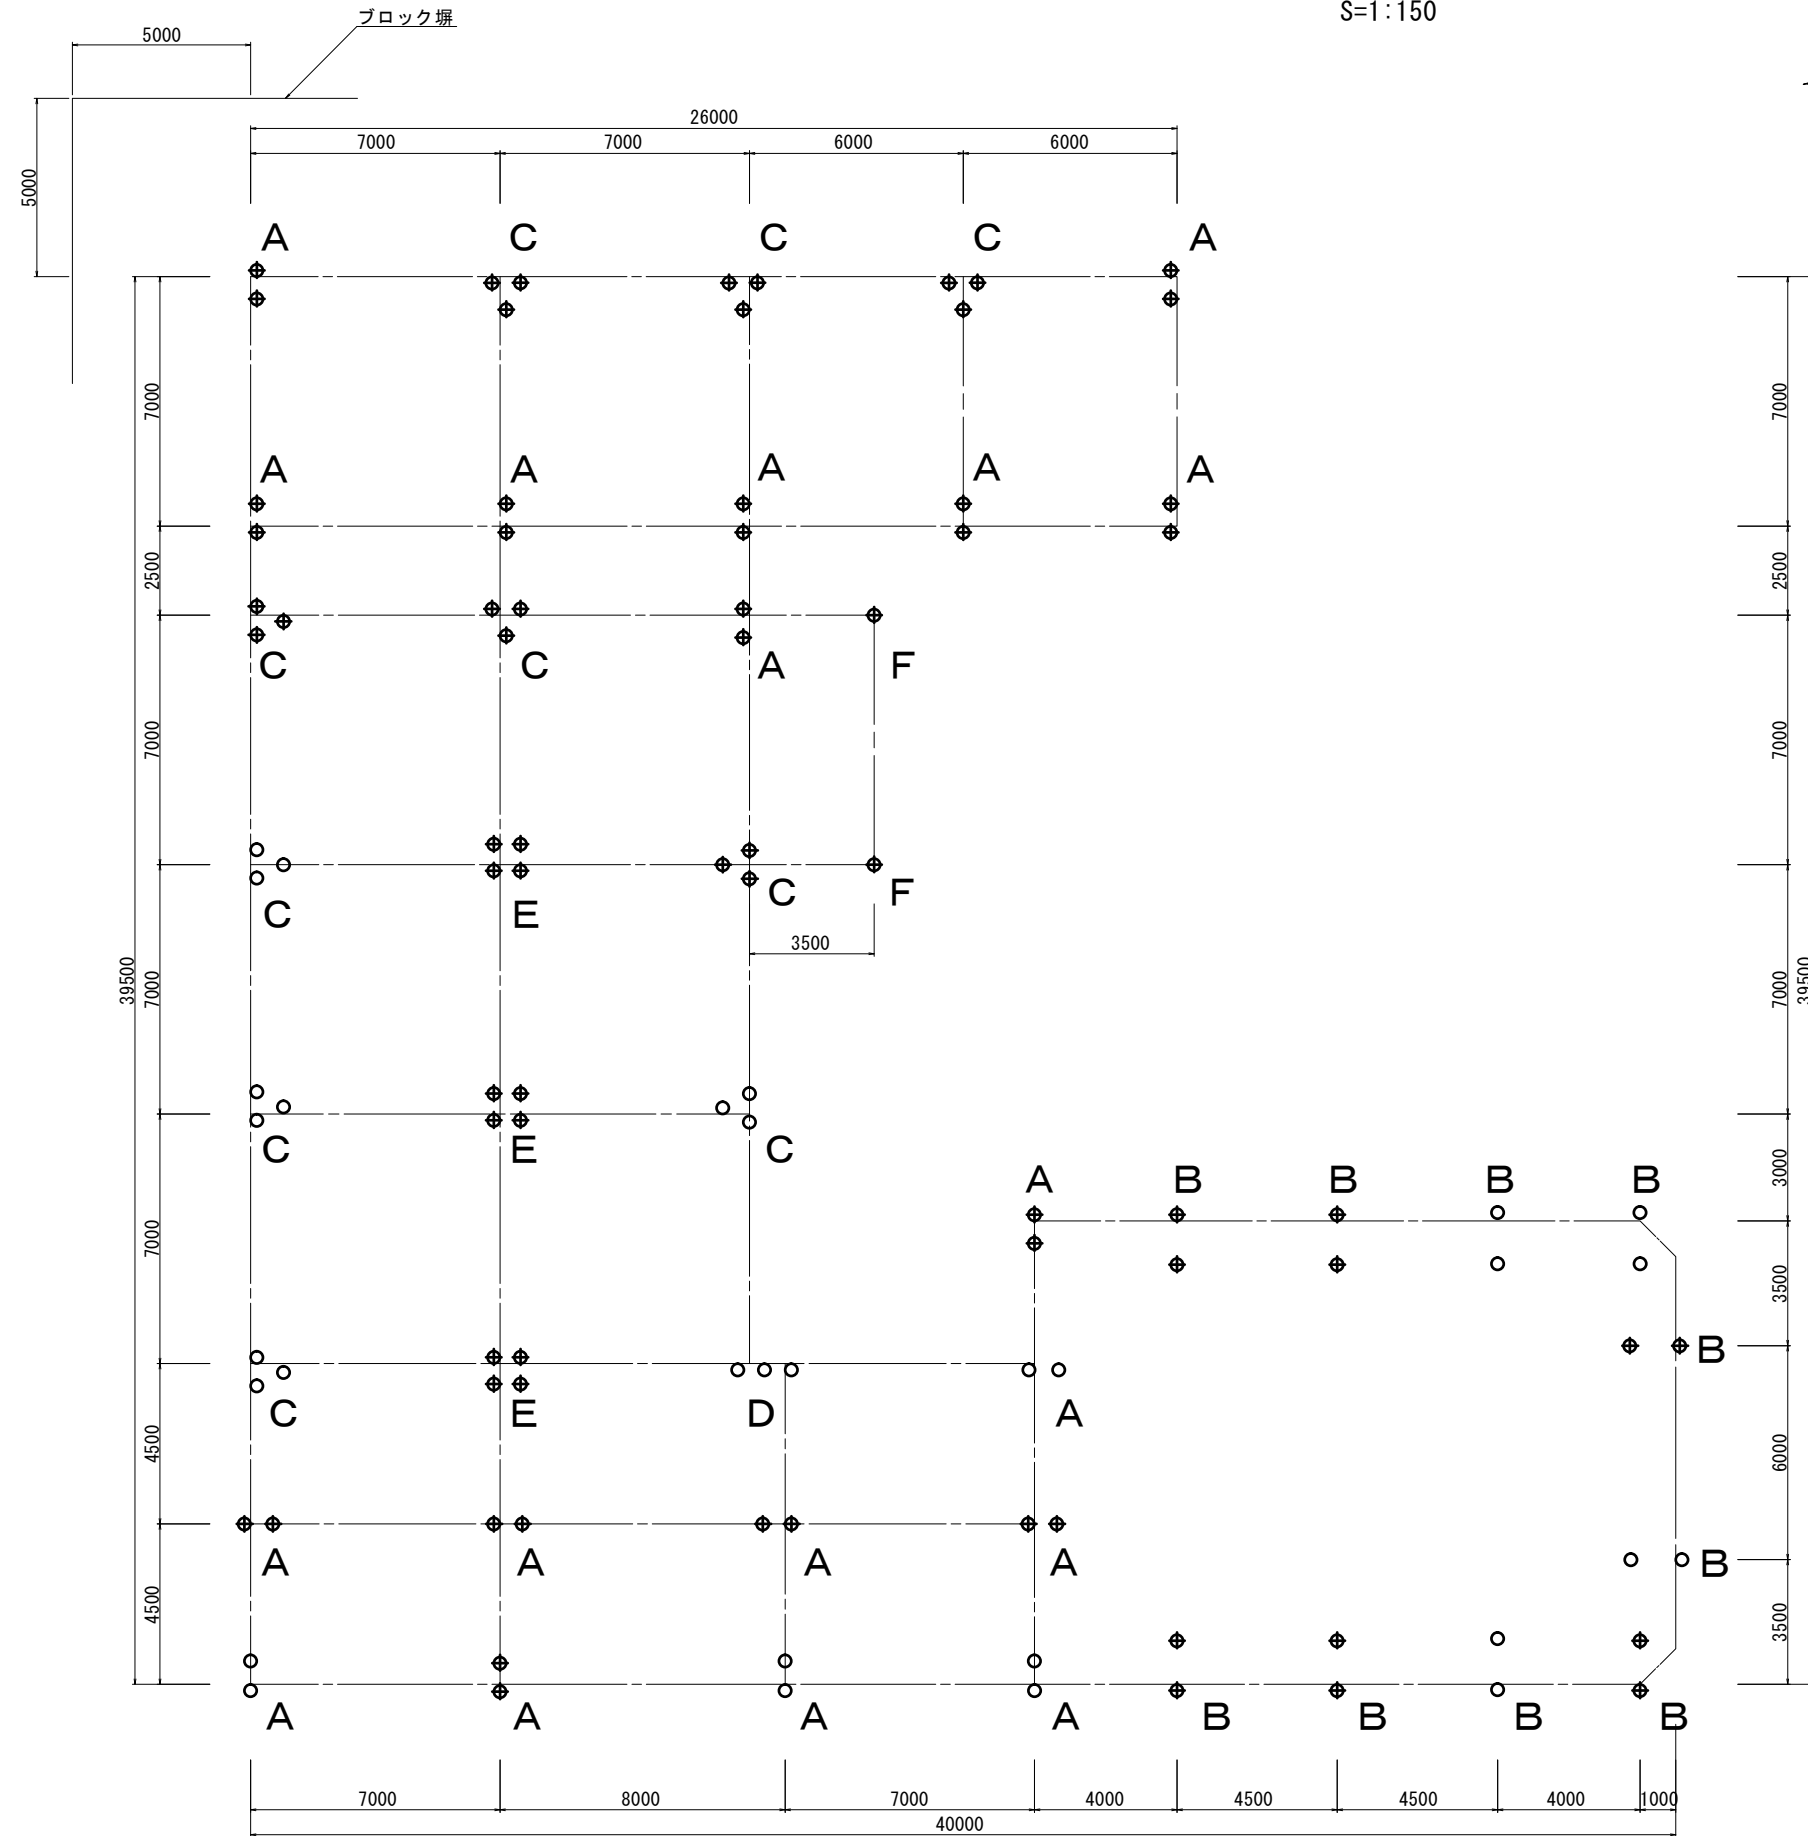 S=1:150
ブロック塀
5000
26000
7000 7000 6000 6000
5000
A C C C A
7000 7000
A A A A A
2500 2500
C C A F
7000 7000
C E C F
3500
39500 7000 7000 39500
C E C
3000
A B B B B
7000
3500
B
C E D A
4500 6000
A A A A B
4500 3500
A A A A B B B B
7000 8000 7000 4000 4500 4500 4000 1000
40000